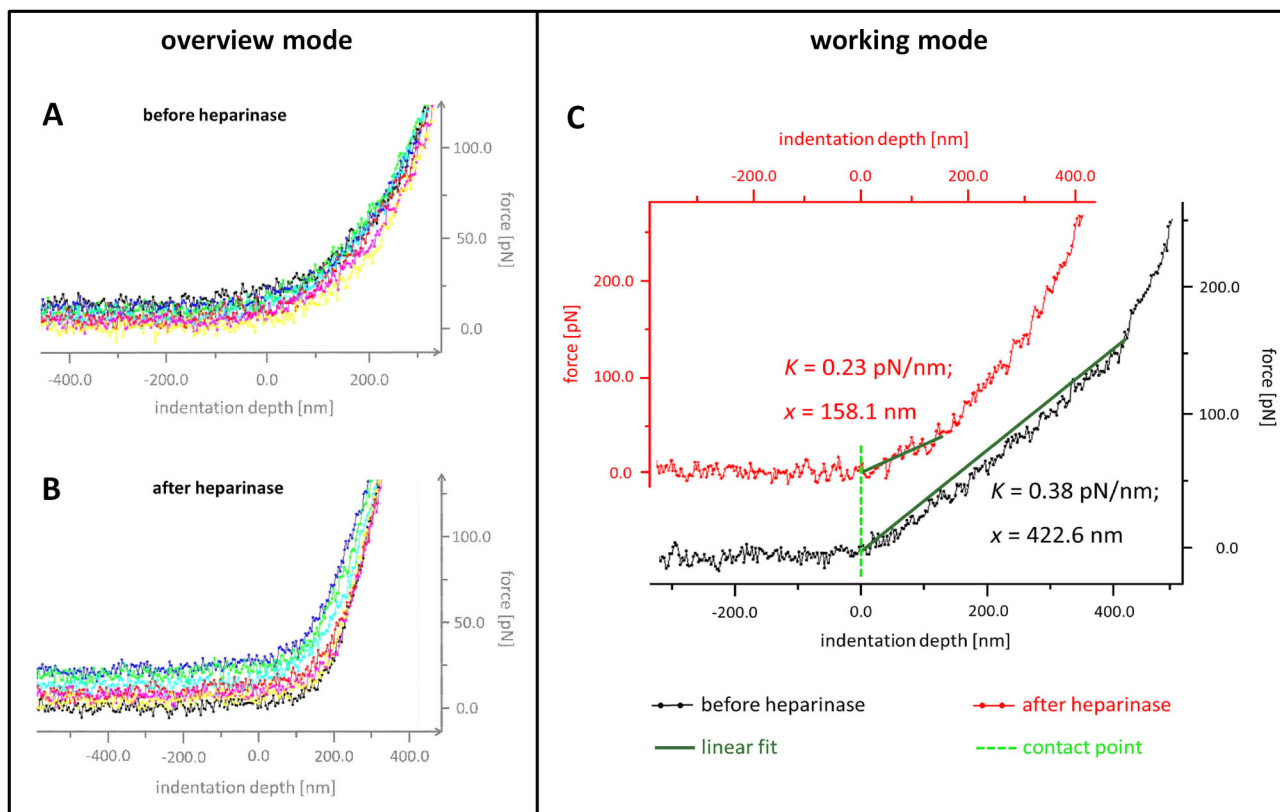 overview mode
working mode
A
before heparinase
100.0
50.0
0.0
force [pN]
-400.0 -200.0 0.0 200.0
indentation depth [nm]
B
after heparinase
100.0
50.0
0.0
force [pN]
-400.0 -200.0 0.0 200.0 400.0
indentation depth [nm]
C
indentation depth [nm]
-200.0 0.0 200.0 400.0
200.0
100.0
0.0
force [pN]
K = 0.23 pN/nm;
x = 158.1 nm
K = 0.38 pN/nm;
x = 422.6 nm
200.0
100.0
0.0
force [pN]
-200.0 0.0 200.0 400.0
indentation depth [nm]
before heparinase
after heparinase
linear fit
contact point